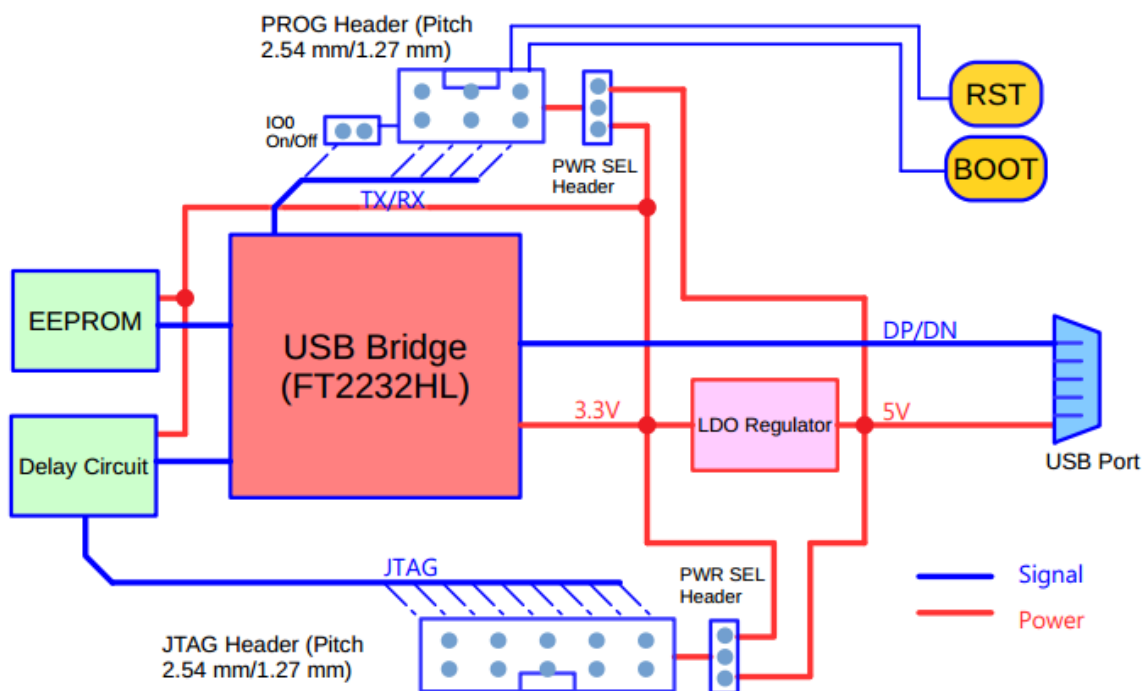 PROG Header (Pitch
2.54 mm/1.27 mm)
RST
IO0
On/Off
BOOT
PWR SEL
Header
TX/RX
EEPROM
USB Bridge
(FT2232HL)
DP/DN
3.3V
LDO Regulator
5V
USB Port
Delay Circuit
JTAG
PWR SEL
Header
Signal
Power
JTAG Header (Pitch
2.54 mm/1.27 mm)